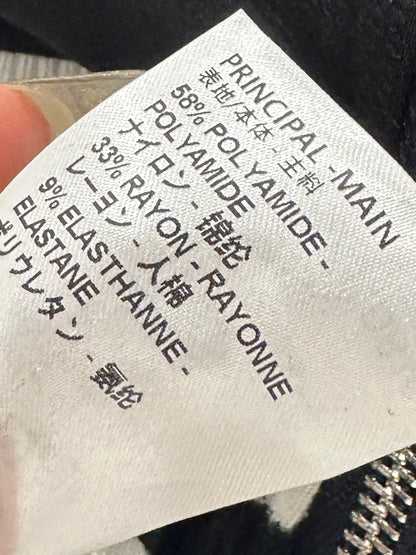 PRINCIPAL -MAIN
表地/本体 - 主料
58% POLYAMIDE -
POLYAMIDE
ナイロン - 锦纶
33% RAYON - RAYONNE
レーヨン - 人棉
9% ELASTHANNE -
ELASTANE
ポリウレタン - 氨纶